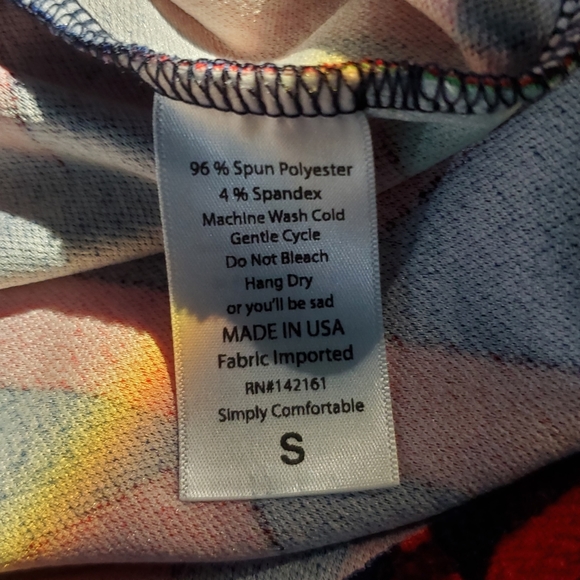 96 % Spun Polyester
4 % Spandex
Machine Wash Cold
Gentle Cycle
Do Not Bleach
Hang Dry
or you'll be sad
MADE IN USA
Fabric Imported
RN#142161
Simply Comfortable
S